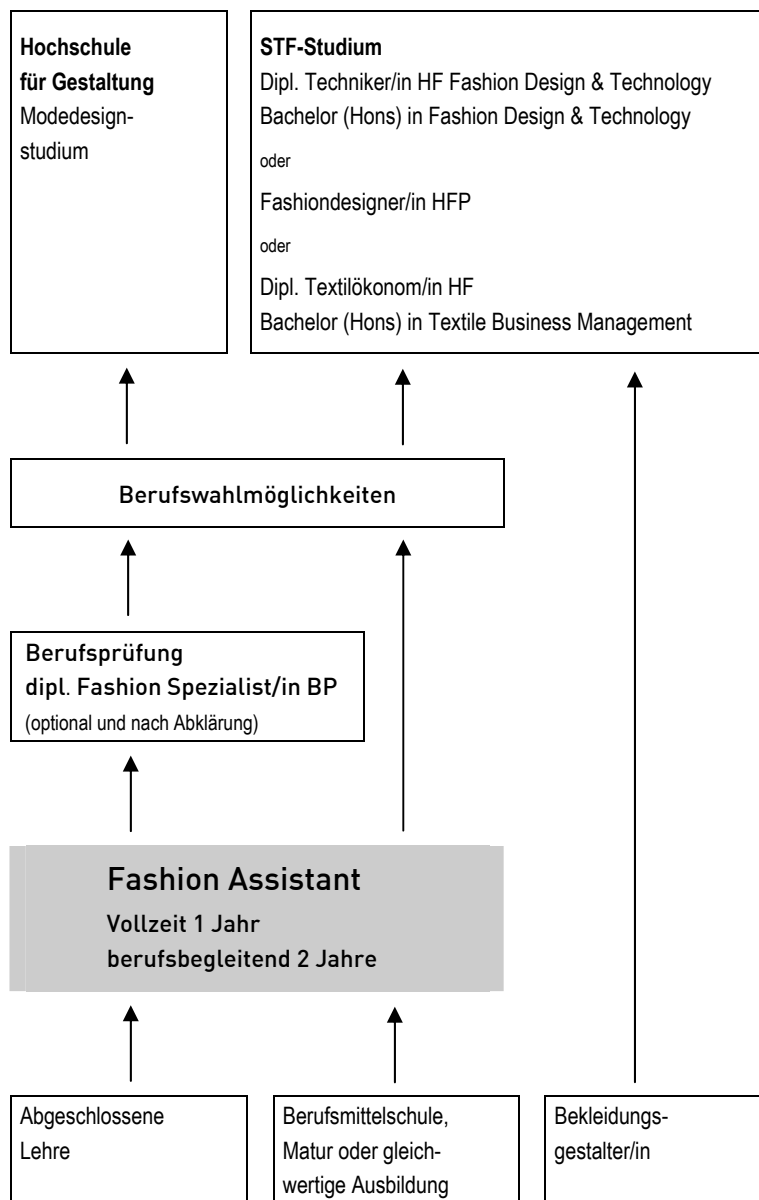 Hochschule
für Gestaltung
Modedesign-
studium
STF-Studium
Dipl. Techniker/in HF Fashion Design & Technology
Bachelor (Hons) in Fashion Design & Technology
oder
Fashiondesigner/in HFP
oder
Dipl. Textilökonom/in HF
Bachelor (Hons) in Textile Business Management
Berufswahlmöglichkeiten
Berufsprüfung
dipl. Fashion Spezialist/in BP
(optional und nach Abklärung)
Fashion Assistant
Vollzeit 1 Jahr
berufsbegleitend 2 Jahre
Abgeschlossene
Lehre
Berufsmittelschule,
Matur oder gleich-
wertige Ausbildung
Bekleidungs-
gestalter/in